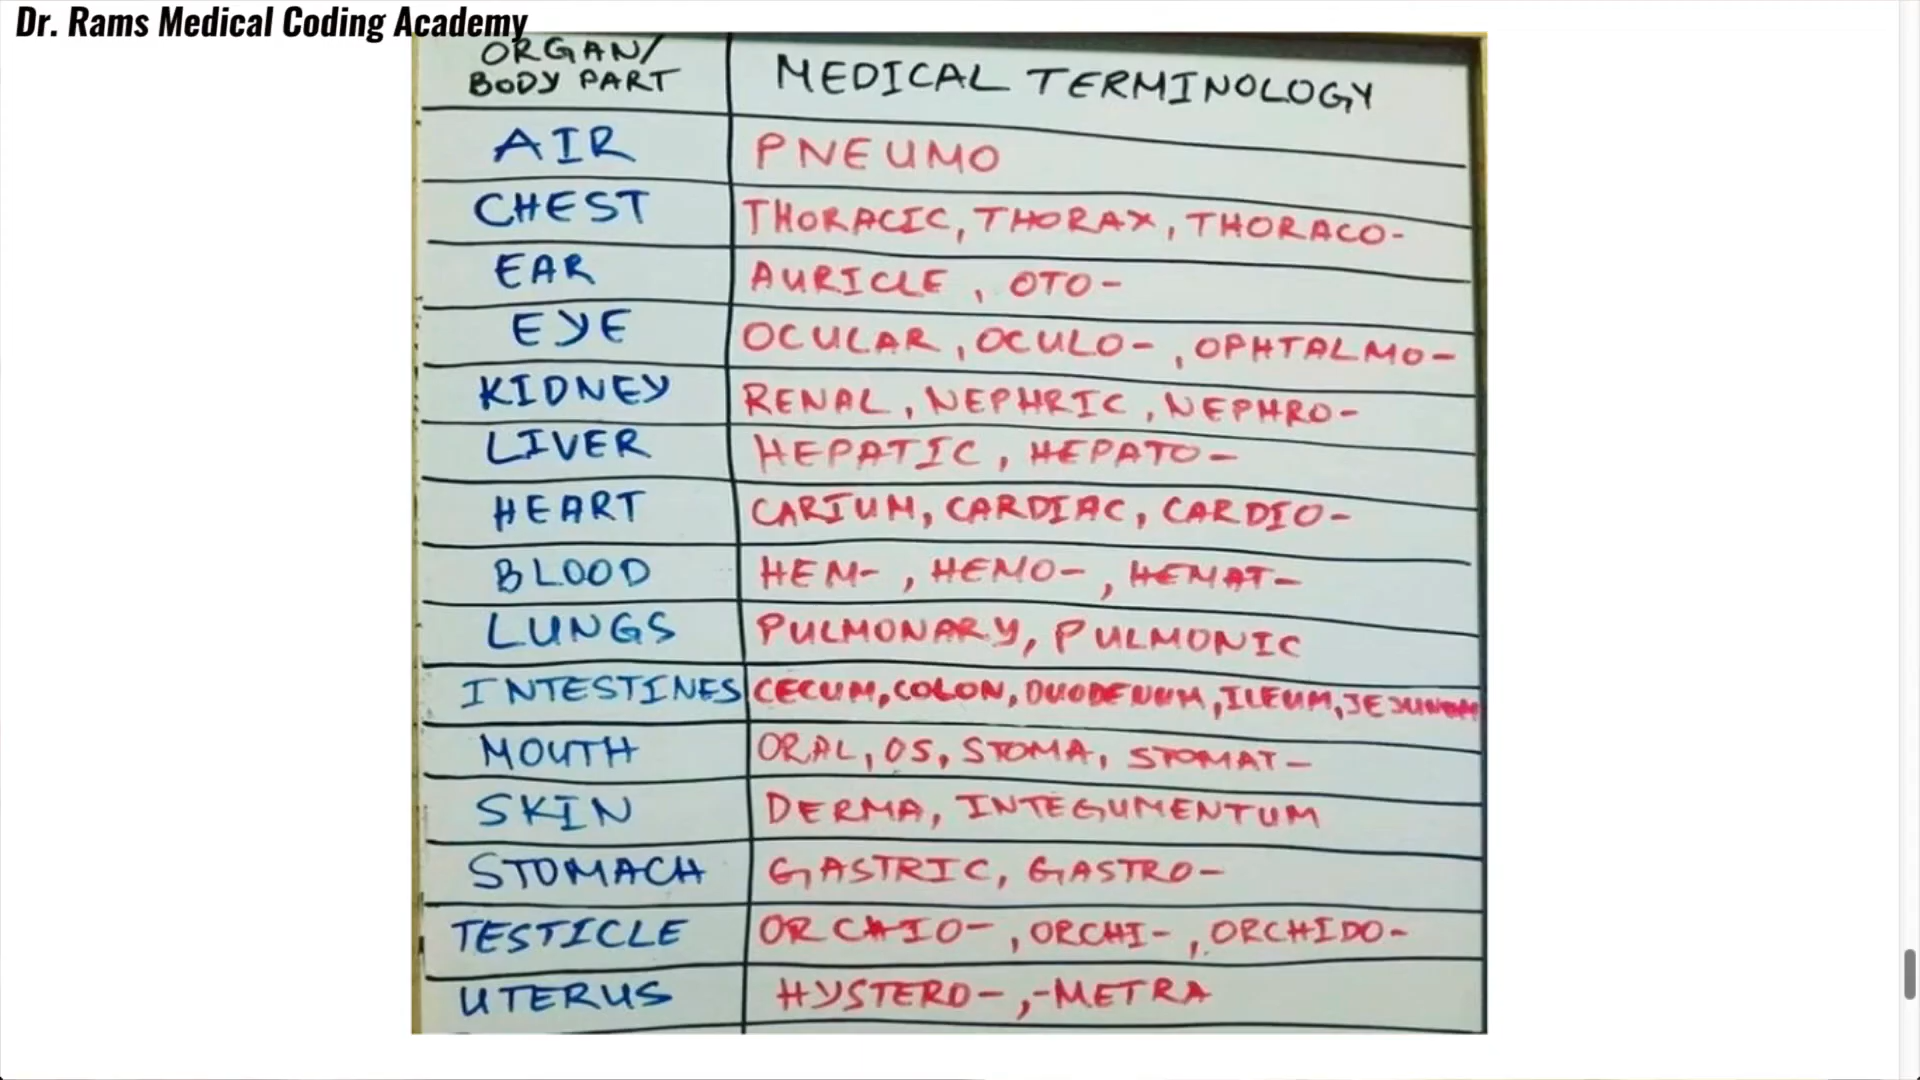 Dr. Rams Medical Coding Academy
ORGAN/
BODY PART
MEDICAL TERMINOLOGY
AIR PNEUMO
CHEST THORACIC, THORAX, THORACO-
EAR AURICLE, OTO-
EYE OCULAR, OCULO-, OPHTALMO-
KIDNEY RENAL, NEPHRIC, NEPHRO-
LIVER HEPATIC, HEPATO-
HEART CARIUM, CARDIAC, CARDIO-
BLOOD HEM-, HEMO-, HEMAT-
LUNGS PULMONARY, PULMONIC
INTESTINES CECUM, COLON, DUODENUM, ILEUM, JEJUNUM
MOUTH ORAL, OS, STOMA, STOMAT-
SKIN DERMA, INTEGUMENTUM
STOMACH GASTRIC, GASTRO-
TESTICLE ORCHIO-, ORCHI-, ORCHIDO-
UTERUS HYSTERO-, -METRA